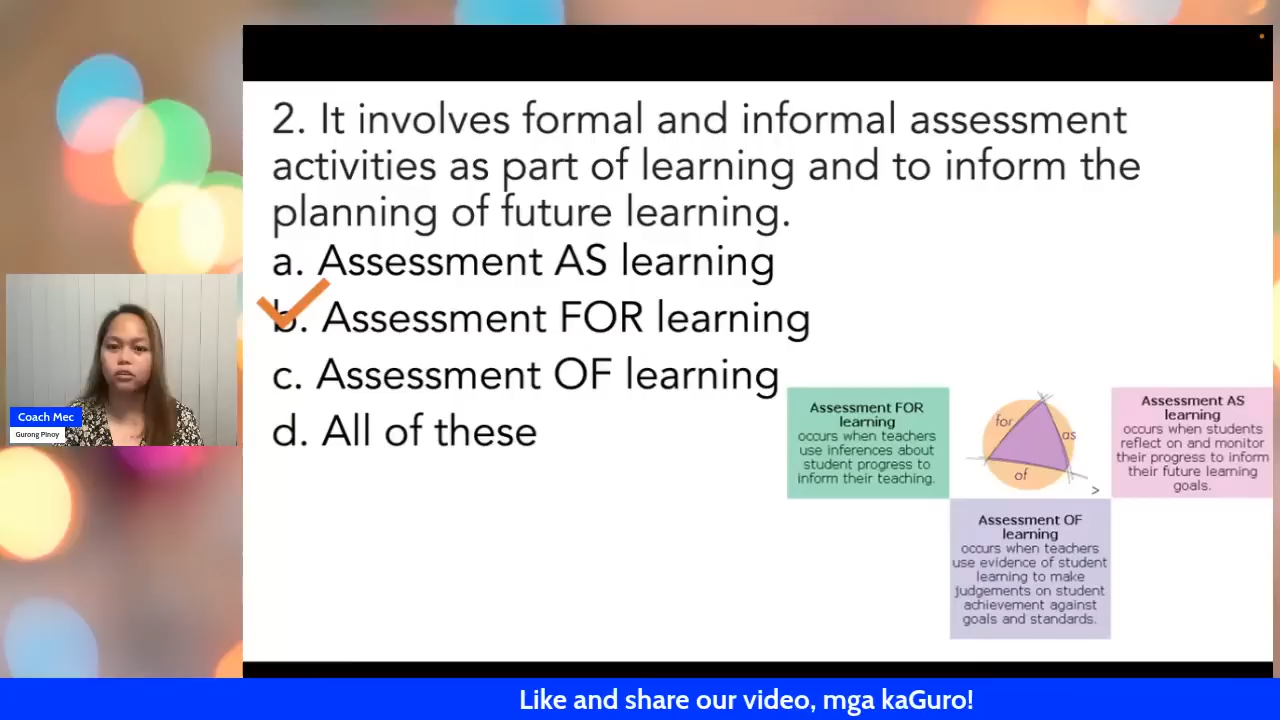 2. It involves formal and informal assessment
activities as part of learning and to inform the
planning of future learning.
a. Assessment AS learning
b. Assessment FOR learning
c. Assessment OF learning
d. All of these
Assessment FOR
learning
occurs when teachers
use inferences about
student progress to
inform their teaching.
for
as
of
>
Assessment AS
learning
occurs when students
reflect on and monitor
their progress to inform
their future learning
goals.
Assessment OF
learning
occurs when teachers
use evidence of student
learning to make
judgements on student
achievement against
goals and standards.
Coach Mec
Gurong Pinoy
Like and share our video, mga kaGuro!